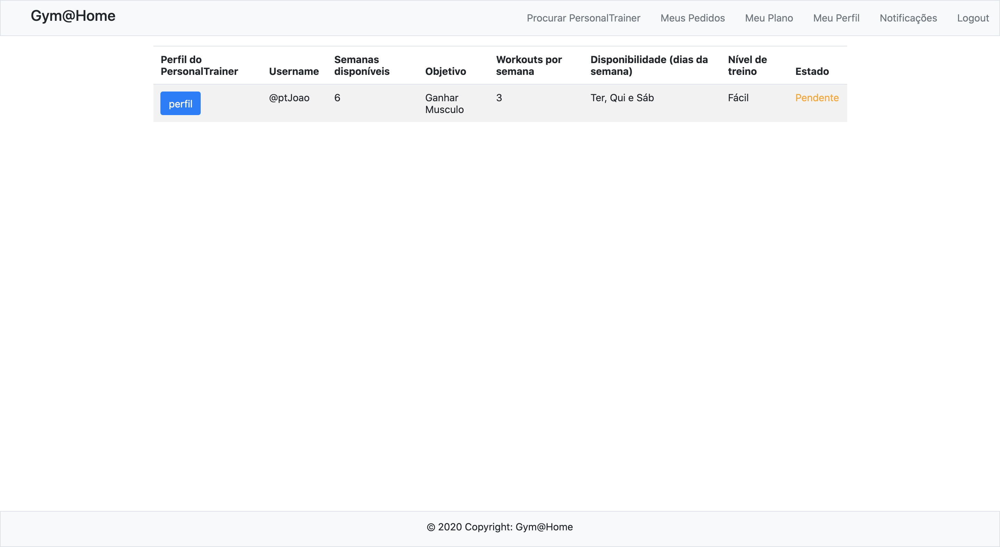 Gym@Home
Procurar PersonalTrainer Meus Pedidos Meu Plano Meu Perfil Notificações Logout
Perfil do PersonalTrainer Username Semanas disponíveis Objetivo Workouts por semana Disponibilidade (dias da semana) Nível de treino Estado
perfil @ptJoao 6 Ganhar Musculo 3 Ter, Qui e Sáb Fácil Pendente
© 2020 Copyright: Gym@Home